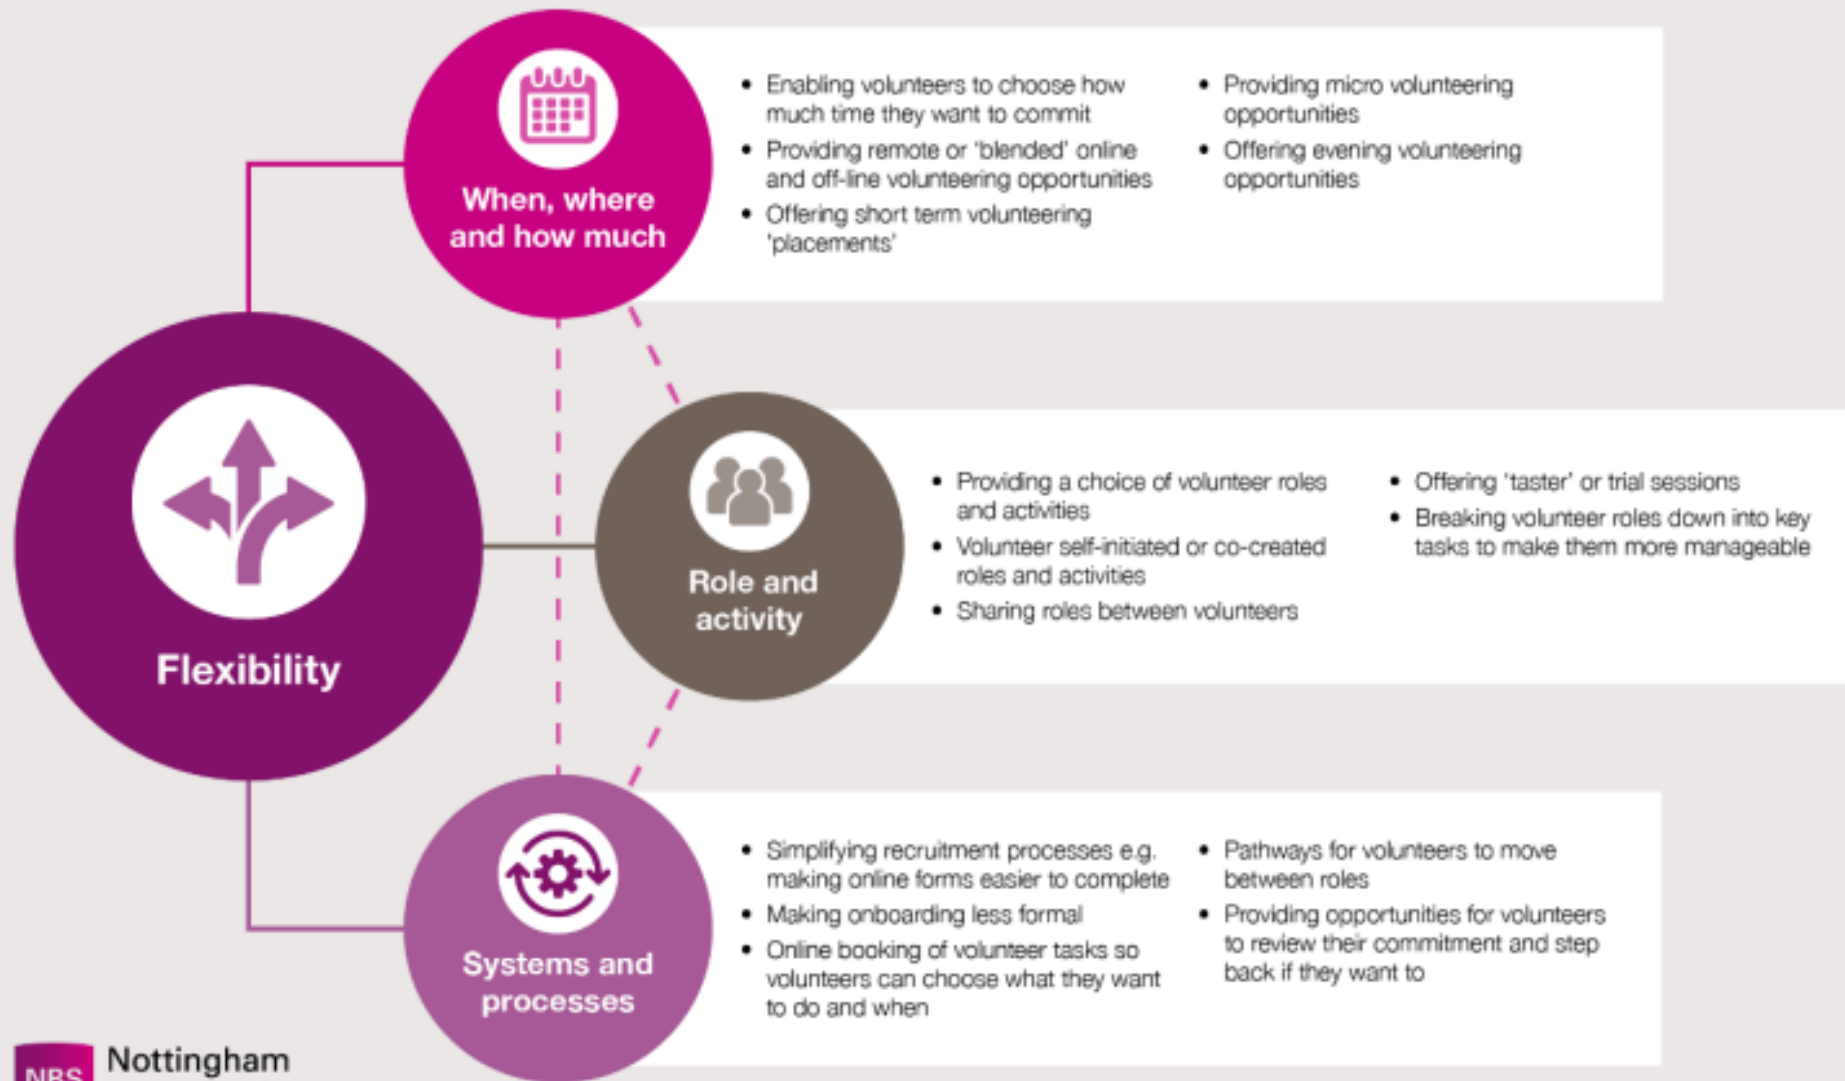 When, where
and how much
• Enabling volunteers to choose how
much time they want to commit
• Providing remote or 'blended' online
and off-line volunteering opportunities
• Offering short term volunteering
'placements'
• Providing micro volunteering
opportunities
• Offering evening volunteering
opportunities
Flexibility
Role and
activity
• Providing a choice of volunteer roles
and activities
• Volunteer self-initiated or co-created
roles and activities
• Sharing roles between volunteers
• Offering 'taster' or trial sessions
• Breaking volunteer roles down into key
tasks to make them more manageable
Systems and
processes
• Simplifying recruitment processes e.g.
making online forms easier to complete
• Making onboarding less formal
• Online booking of volunteer tasks so
volunteers can choose what they want
to do and when
• Pathways for volunteers to move
between roles
• Providing opportunities for volunteers
to review their commitment and step
back if they want to
NBS
Nottingham